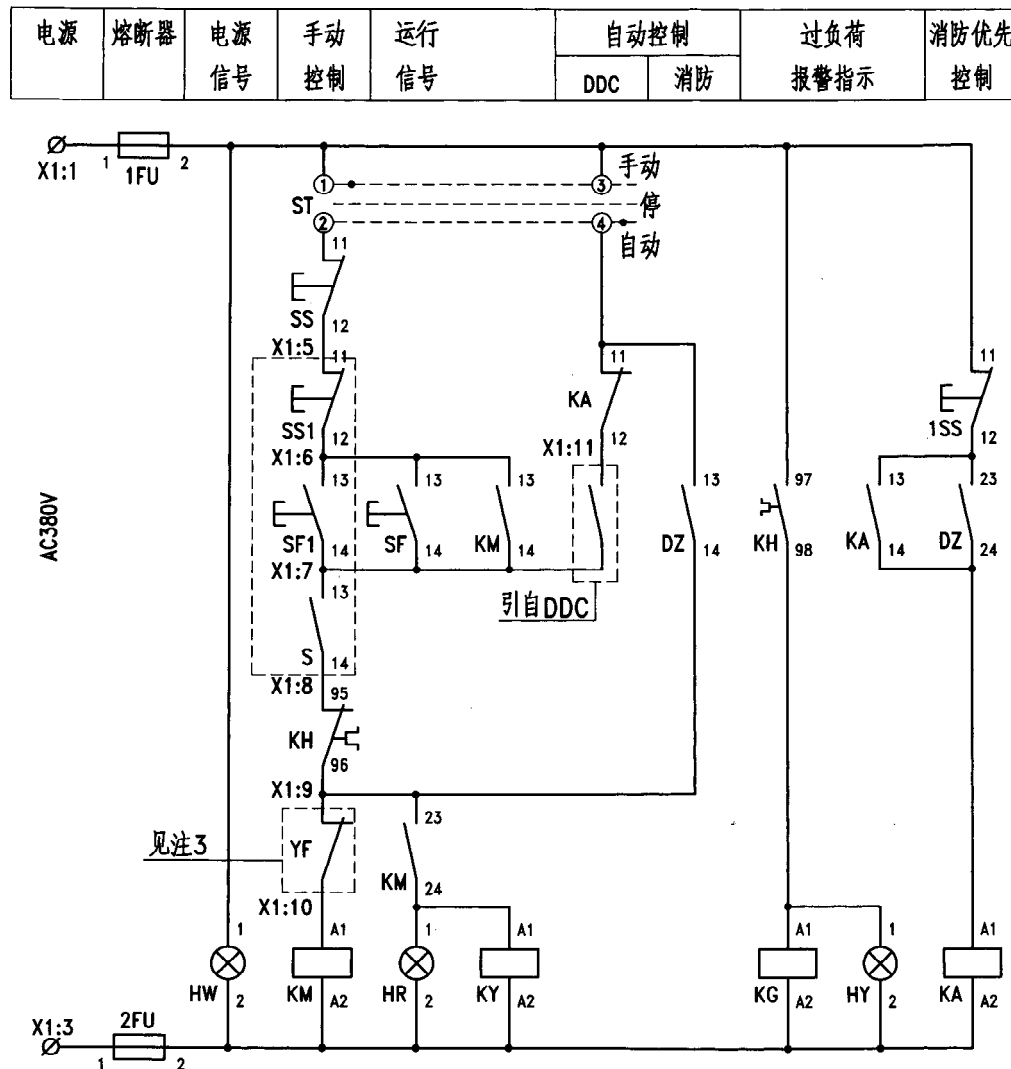 电源 熔断器 电源 手动 运行 自动控制 过负荷 消防优先
信号 控制 信号 DDC 消防 报警指示 控制
X1:1 1 1FU 2
ST 1 3 手动
停
2 4 自动
11
SS 12
X1:5
11
SS1 12
X1:6
KA 11
12
X1:11
11
1SS 12
AC380V
13 13 13 13 97 13 23
SF1 14 SF 14 KM 14 DZ 14 KH 98 KA 14 DZ 24
X1:7
引自DDC
13
S 14
X1:8
95
KH 96
X1:9
见注3 YF
23
KM 24
X1:10
1 A1 1 A1 A1 1 A1
HW 2 KM A2 HR 2 KY A2 KG A2 HY 2 KA A2
X1:3 1 2FU 2